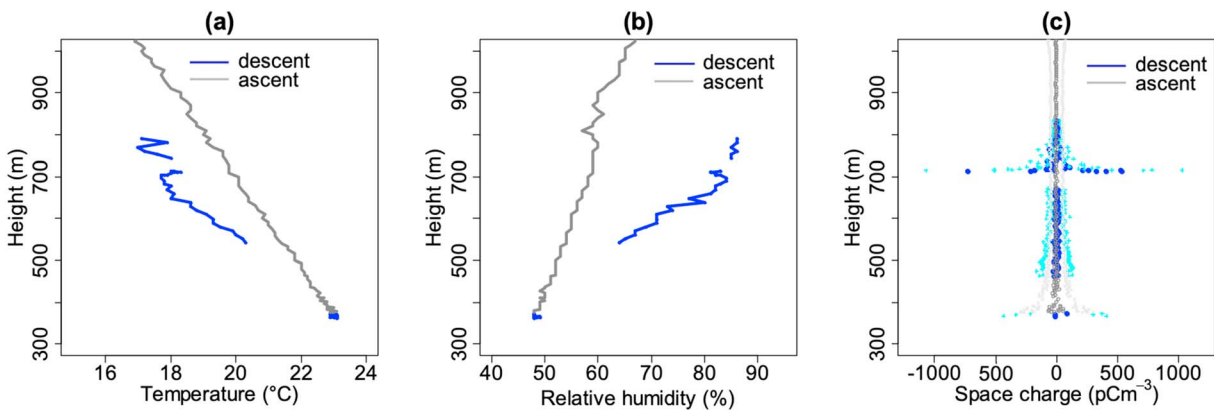 (a)
descent
ascent
Height (m)
300 500 700 900
16 18 20 22 24
Temperature (°C)
(b)
descent
ascent
Height (m)
300 500 700 900
40 50 60 70 80 90
Relative humidity (%)
(c)
descent
ascent
Height (m)
300 500 700 900
-1000 -500 0 500 1000
Space charge (pCm⁻³)